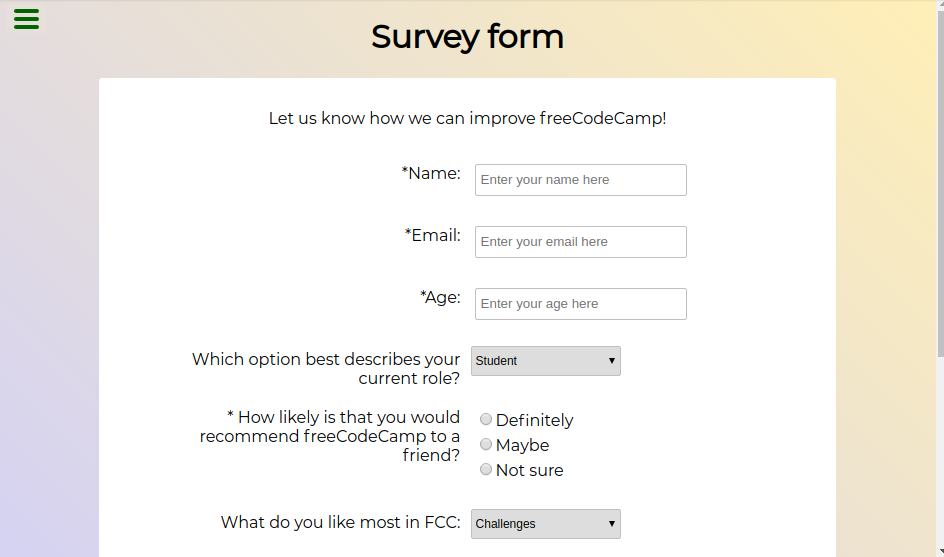 Survey form
Let us know how we can improve freeCodeCamp!
*Name:
Enter your name here
*Email:
Enter your email here
*Age:
Enter your age here
Which option best describes your
current role?
Student
* How likely is that you would
recommend freeCodeCamp to a
friend?
Definitely
Maybe
Not sure
What do you like most in FCC:
Challenges